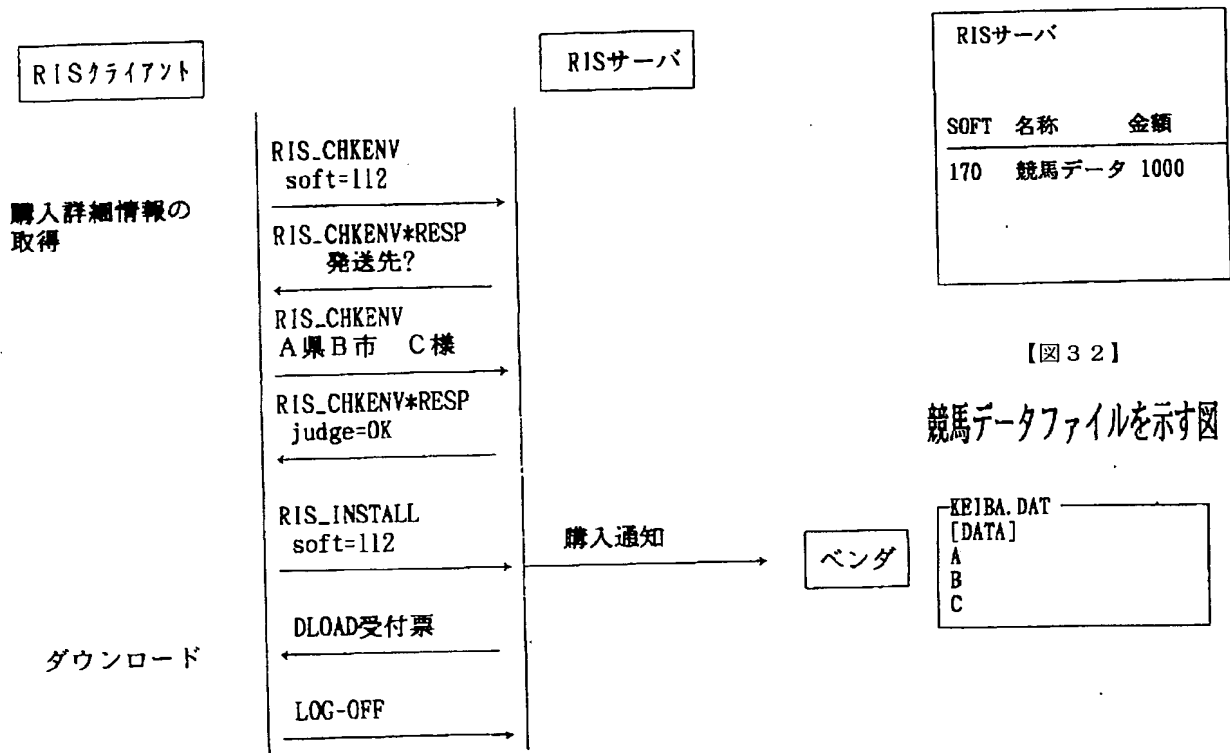 RISクライアント
RISサーバ
RIS_CHKENV
soft=112
購入詳細情報の
取得
RIS_CHKENV*RESP
発送先?
RIS_CHKENV
A県B市 C様
RIS_CHKENV*RESP
judge=OK
RIS_INSTALL
soft=112
購入通知
ベンダ
DLOAD受付票
ダウンロード
LOG-OFF
RISサーバ
SOFT 名称 金額
170 競馬データ 1000
【図32】
競馬データファイルを示す図
KEIBA.DAT
[DATA]
A
B
C